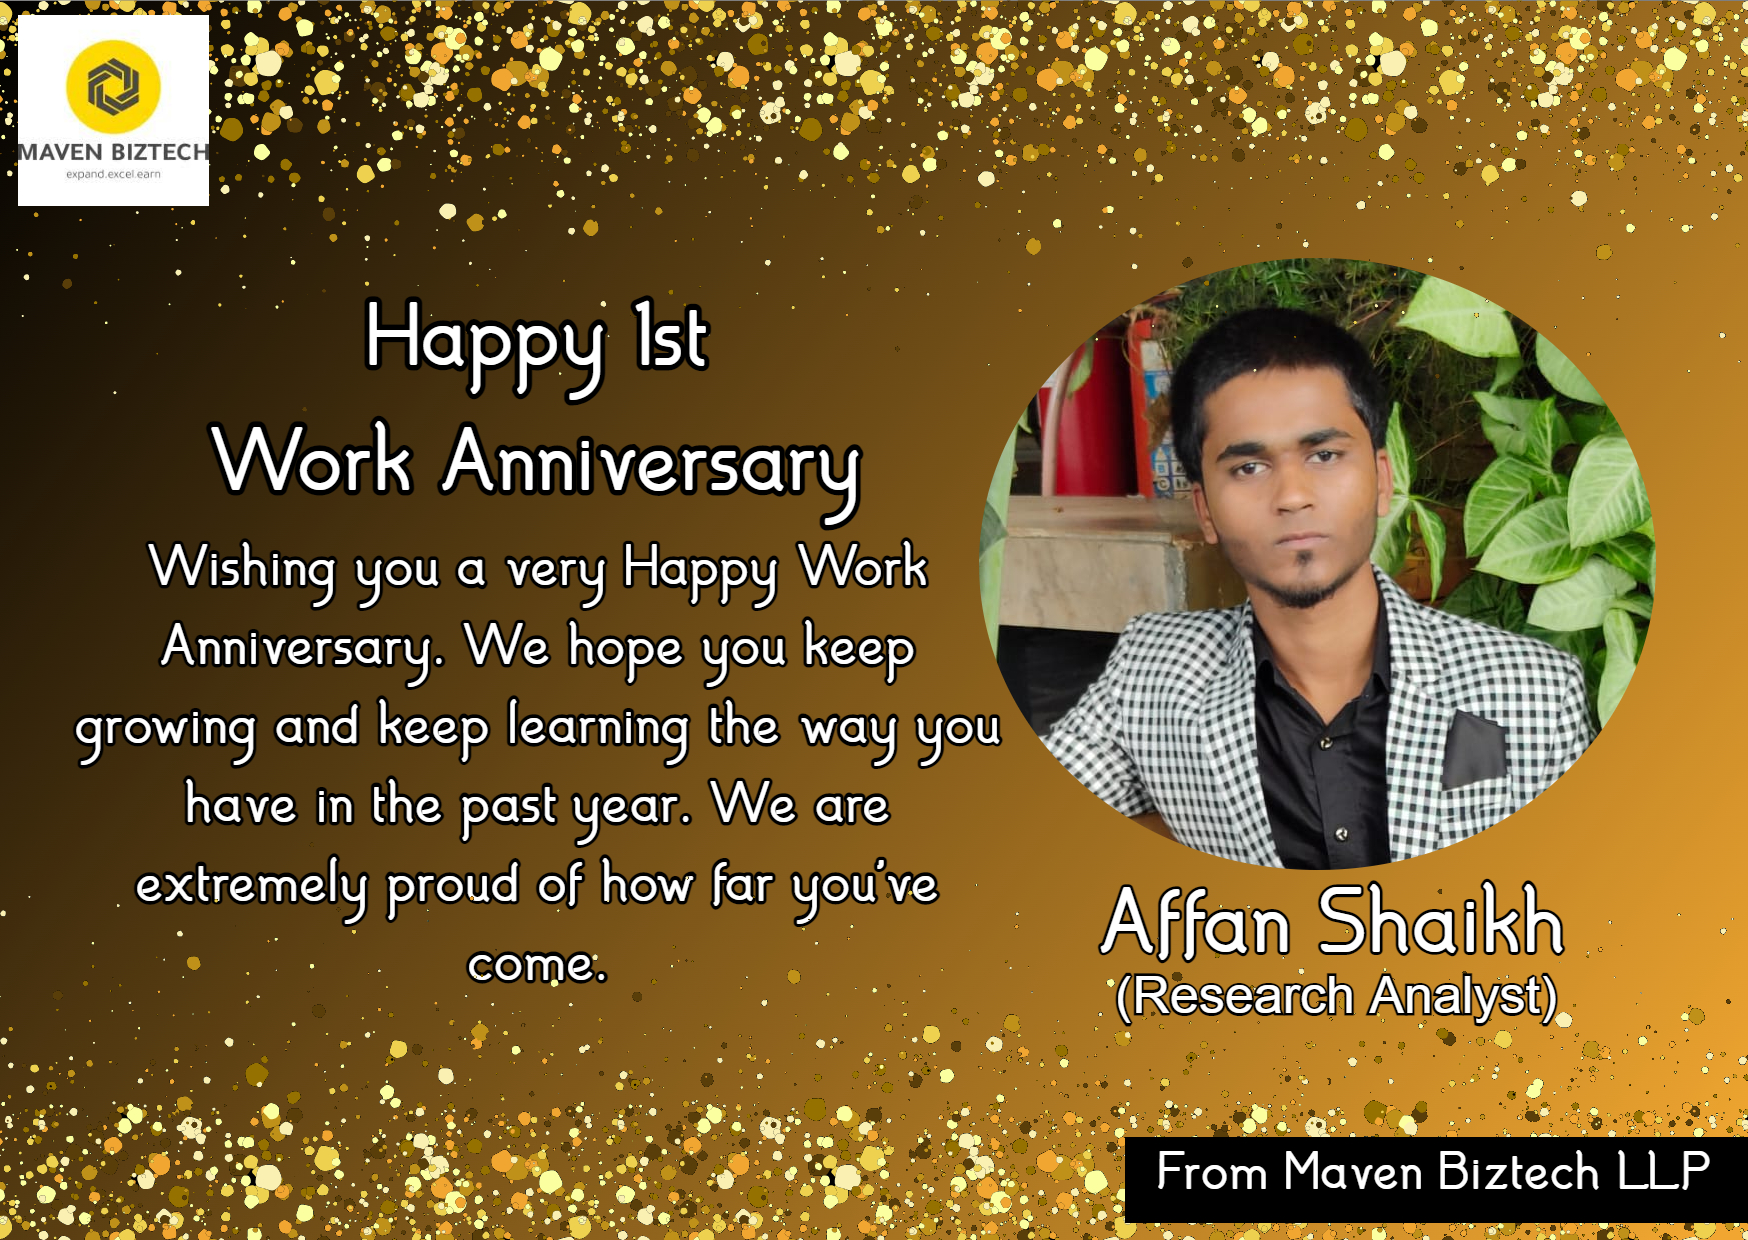 MAVEN BIZTECH
expand.excel.earn
Happy 1st
Work Anniversary
Wishing you a very Happy Work
Anniversary. We hope you keep
growing and keep learning the way you
have in the past year. We are
extremely proud of how far you've
come.
Affan Shaikh
(Research Analyst)
From Maven Biztech LLP